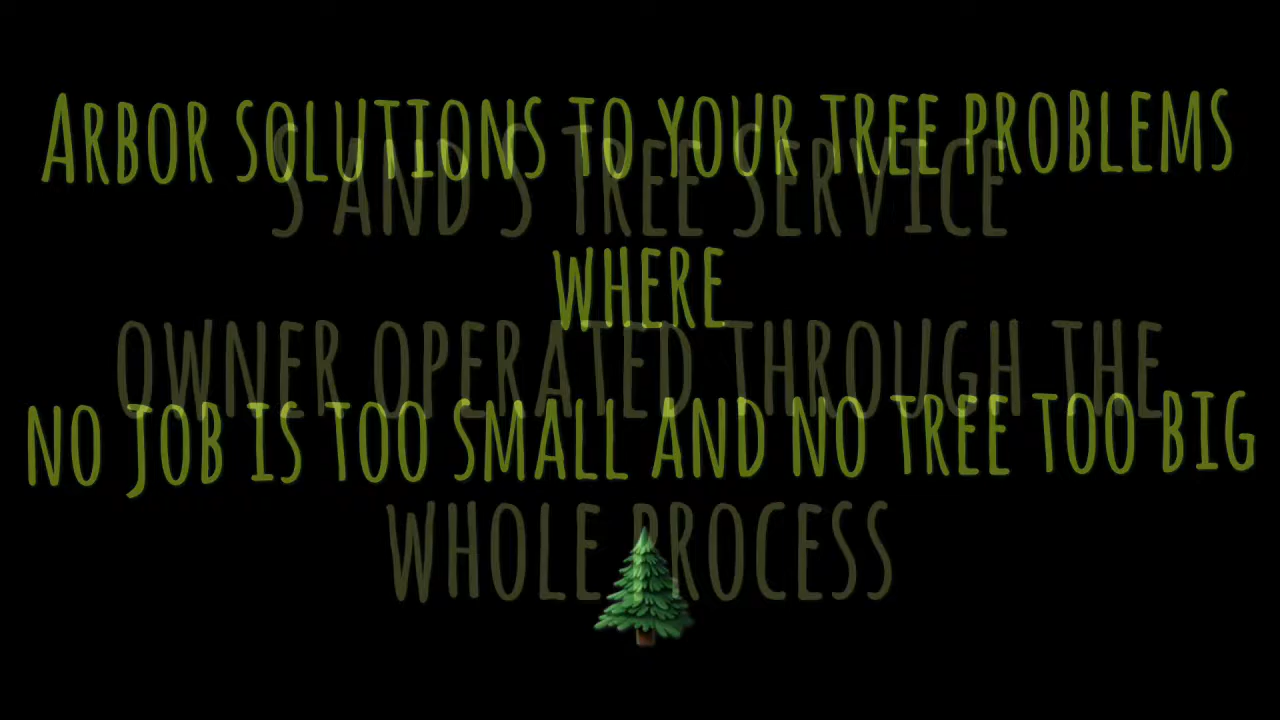 Arbor solutions to your tree problems
S and S Tree Service
where
owner operated through the
no job is too small and no tree too big
whole process